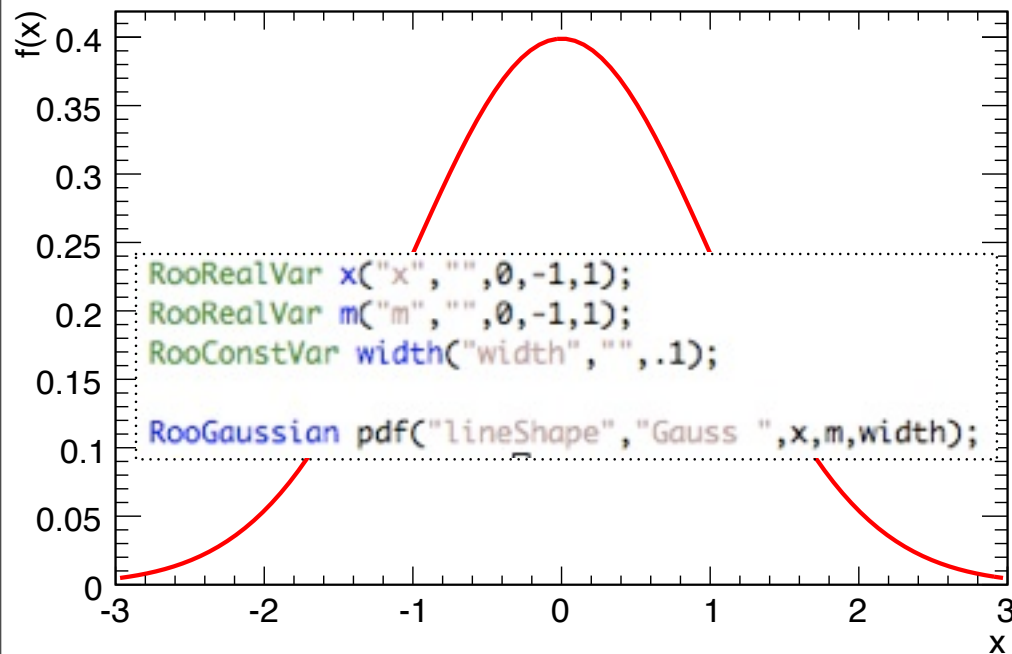 f(x)
0.4
0.35
0.3
0.25
0.2
0.15
0.1
0.05
0
RooRealVar x("x","",0,-1,1);
RooRealVar m("m","",0,-1,1);
RooConstVar width("width","",.1);
RooGaussian pdf("lineShape","Gauss ",x,m,width);
-3 -2 -1 0 1 2 3
x